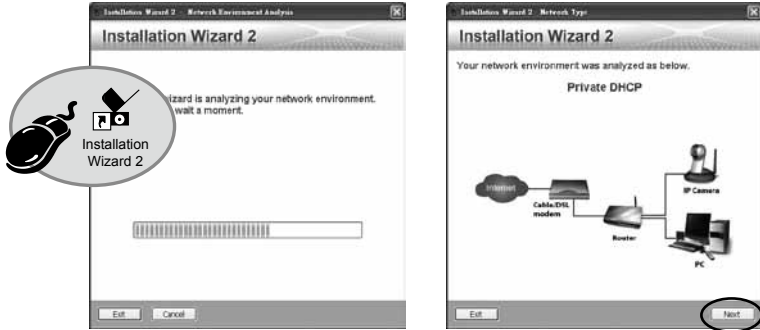 Installation Wizard 2 - Network Environment Analysis
Installation Wizard 2
izard is analyzing your network environment.
wait a moment.
Installation
Wizard 2
Exit
Cancel
Installation Wizard 2 Network Type
Installation Wizard 2
Your network environment was analyzed as below.
Private DHCP
Internet
Cable/DSL
modem
Router
IP Camera
PC
Exit
Next